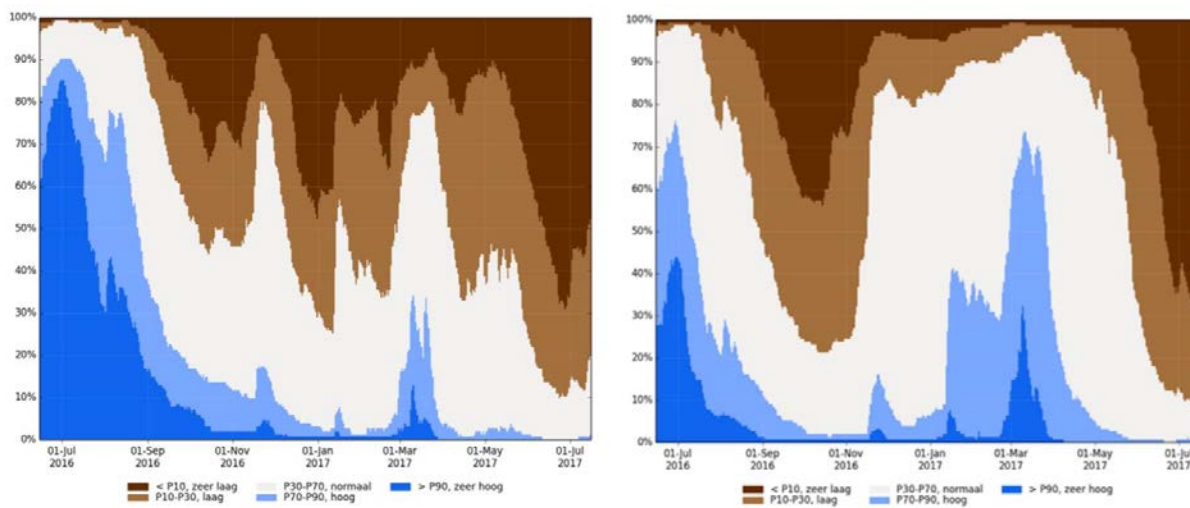 100%
90%
80%
70%
60%
50%
40%
30%
20%
10%
0%
01-Jul 2016
01-Sep 2016
01-Nov 2016
01-Jan 2017
01-Mar 2017
01-May 2017
01-Jul 2017
< P10, zeer laag
P10-P30, laag
P30-P70, normaal
P70-P90, hoog
> P90, zeer hoog
100%
90%
80%
70%
60%
50%
40%
30%
20%
10%
0%
01-Jul 2016
01-Sep 2016
01-Nov 2016
01-Jan 2017
01-Mar 2017
01-May 2017
01-Ju 2017
< P10, zeer laag
P10-P30, laag
P30-P70, normaal
P70-P90, hoog
> P90, zeer hoog